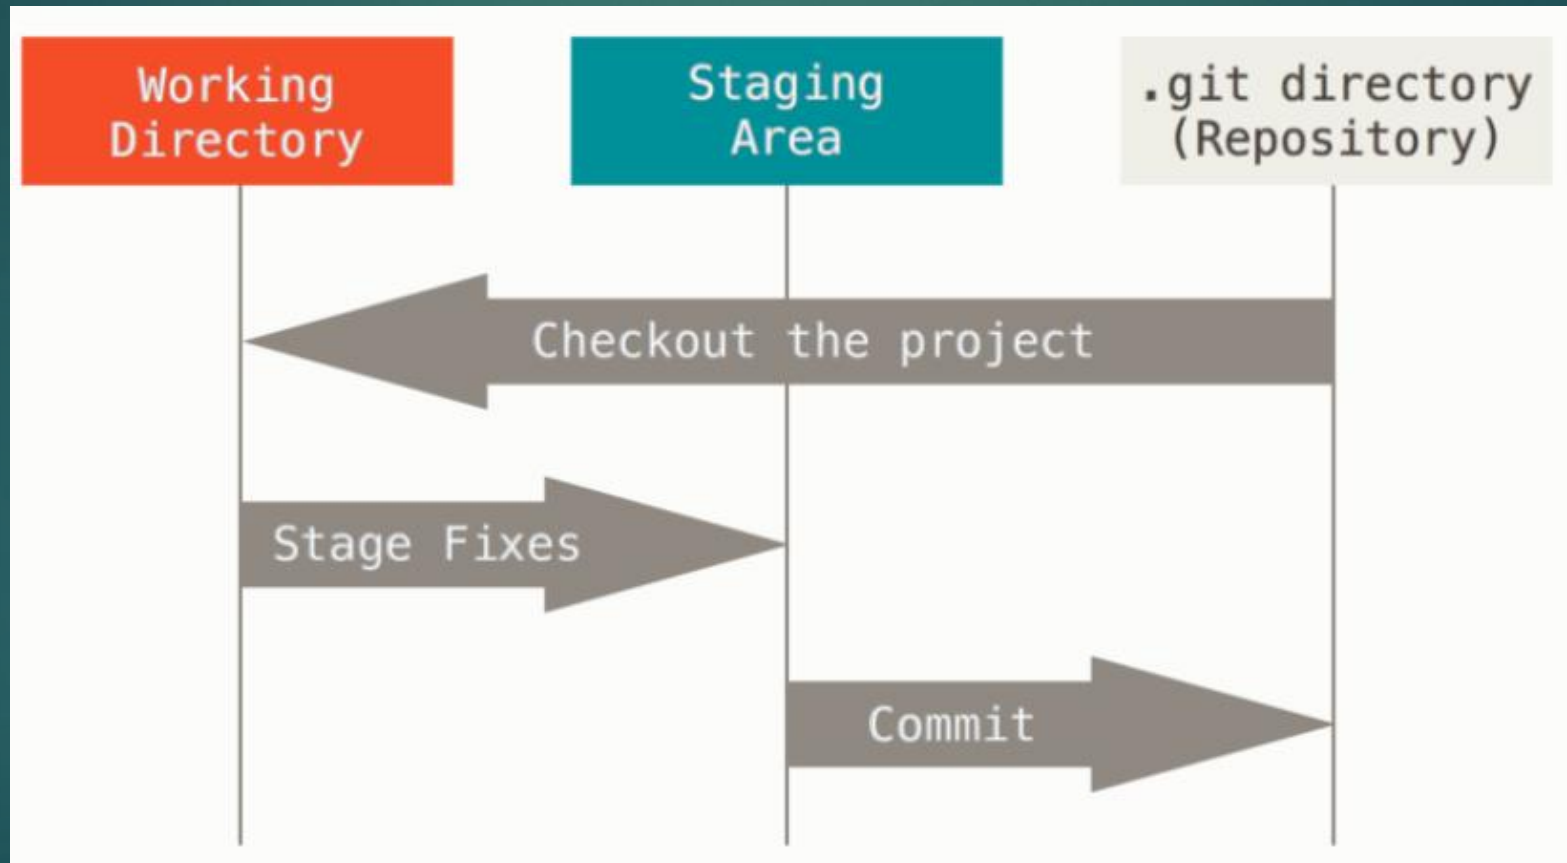 Working
Directory
Staging
Area
.git directory
(Repository)
Checkout the project
Stage Fixes
Commit